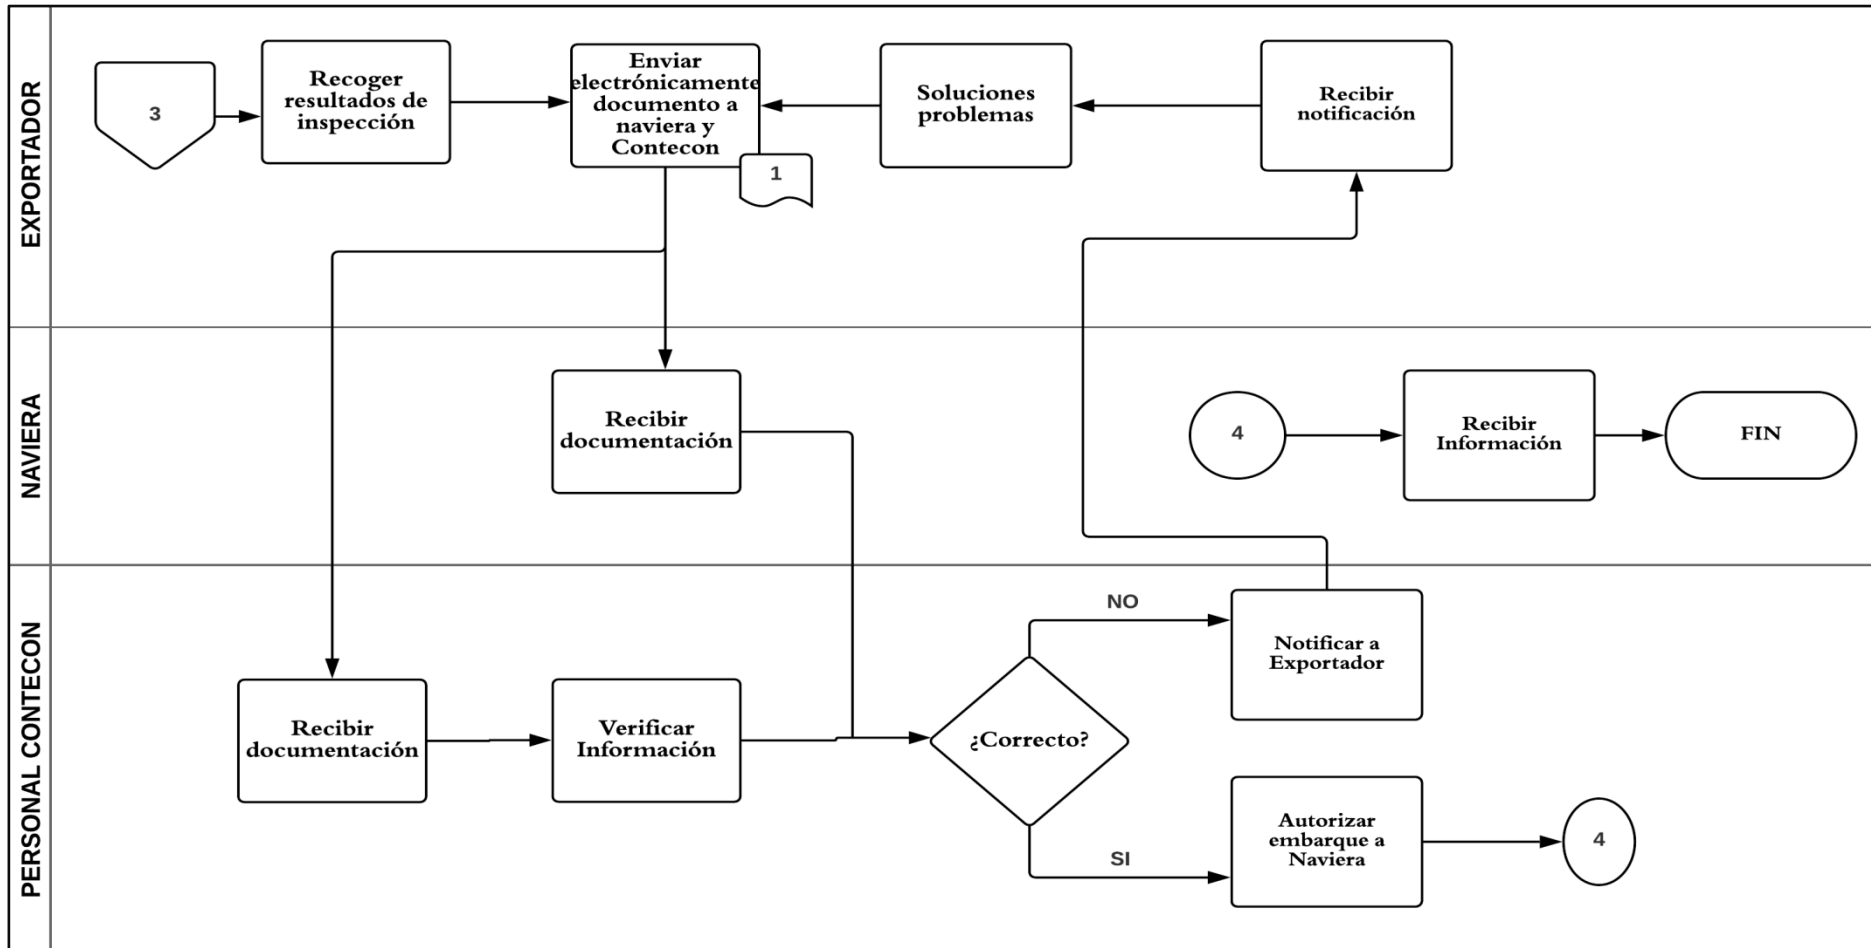 EXPORTADOR
3
Recoger
resultados de
inspección
Enviar
electrónicamente
documento a
naviera y
Contecon
1
Soluciones
problemas
Recibir
notificación
NAVIERA
Recibir
documentación
4
Recibir
Información
FIN
PERSONAL CONTECON
Recibir
documentación
Verificar
Información
¿Correcto?
NO
Notificar a
Exportador
SI
Autorizar
embarque a
Naviera
4